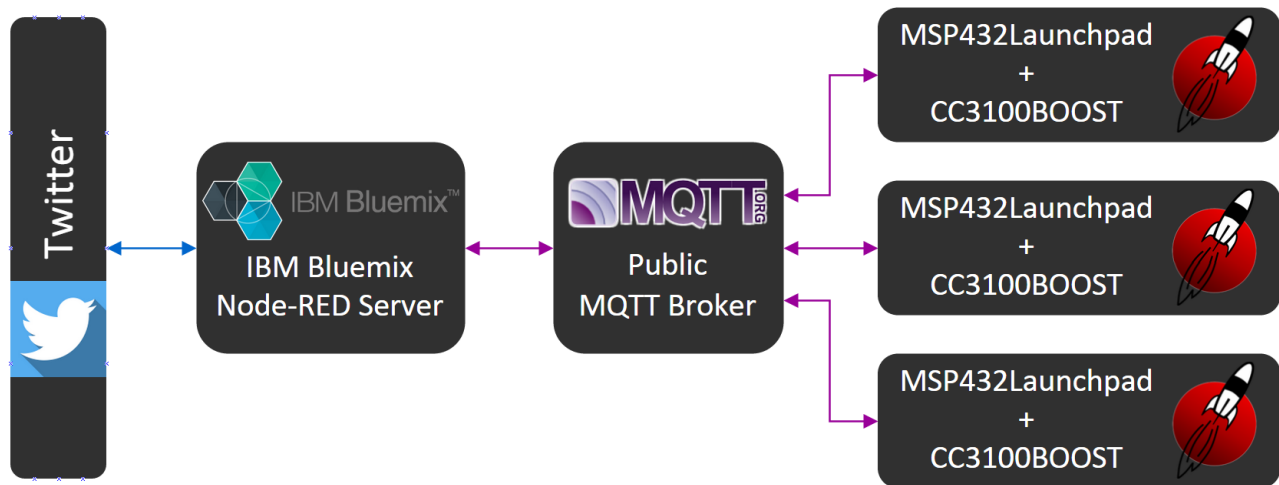 Twitter
IBM Bluemix™
IBM Bluemix
Node-RED Server
MQTT.ORG
Public
MQTT Broker
MSP432Launchpad
+
CC3100BOOST
MSP432Launchpad
+
CC3100BOOST
MSP432Launchpad
+
CC3100BOOST